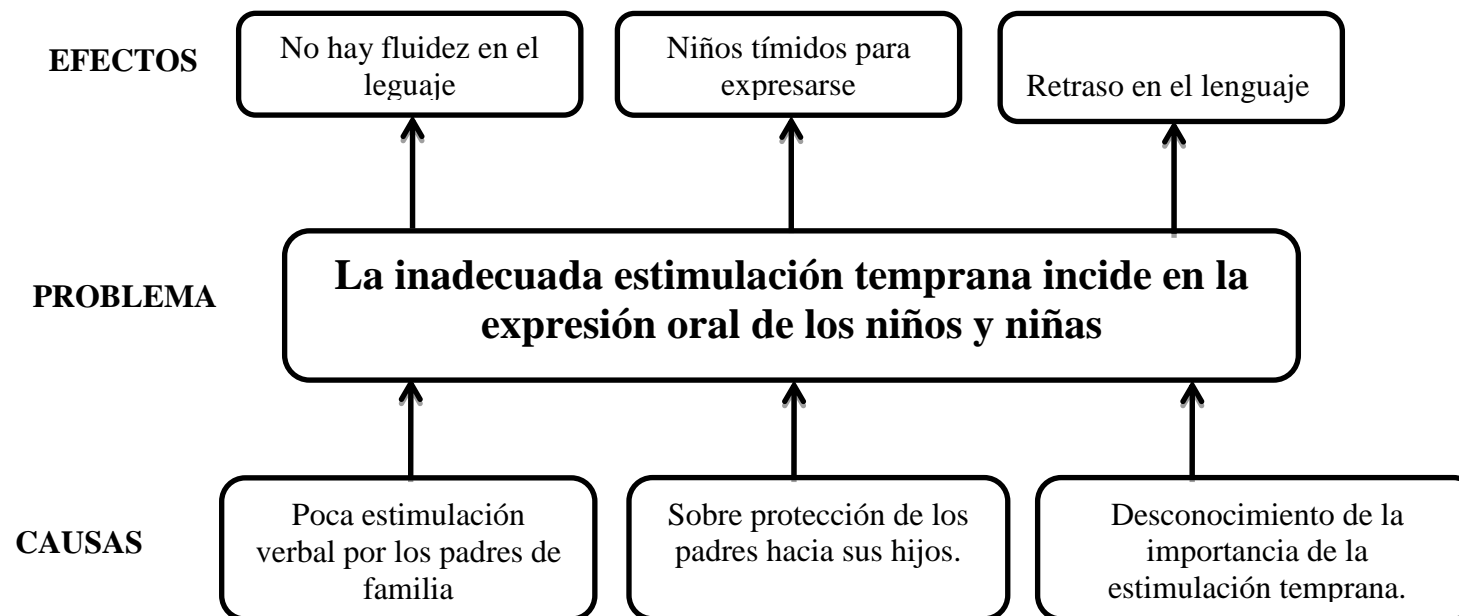 EFECTOS
No hay fluidez en el
leguaje
Niños tímidos para
expresarse
Retraso en el lenguaje
PROBLEMA
La inadecuada estimulación temprana incide en la
expresión oral de los niños y niñas
CAUSAS
Poca estimulación
verbal por los padres de
familia
Sobre protección de los
padres hacia sus hijos.
Desconocimiento de la
importancia de la
estimulación temprana.